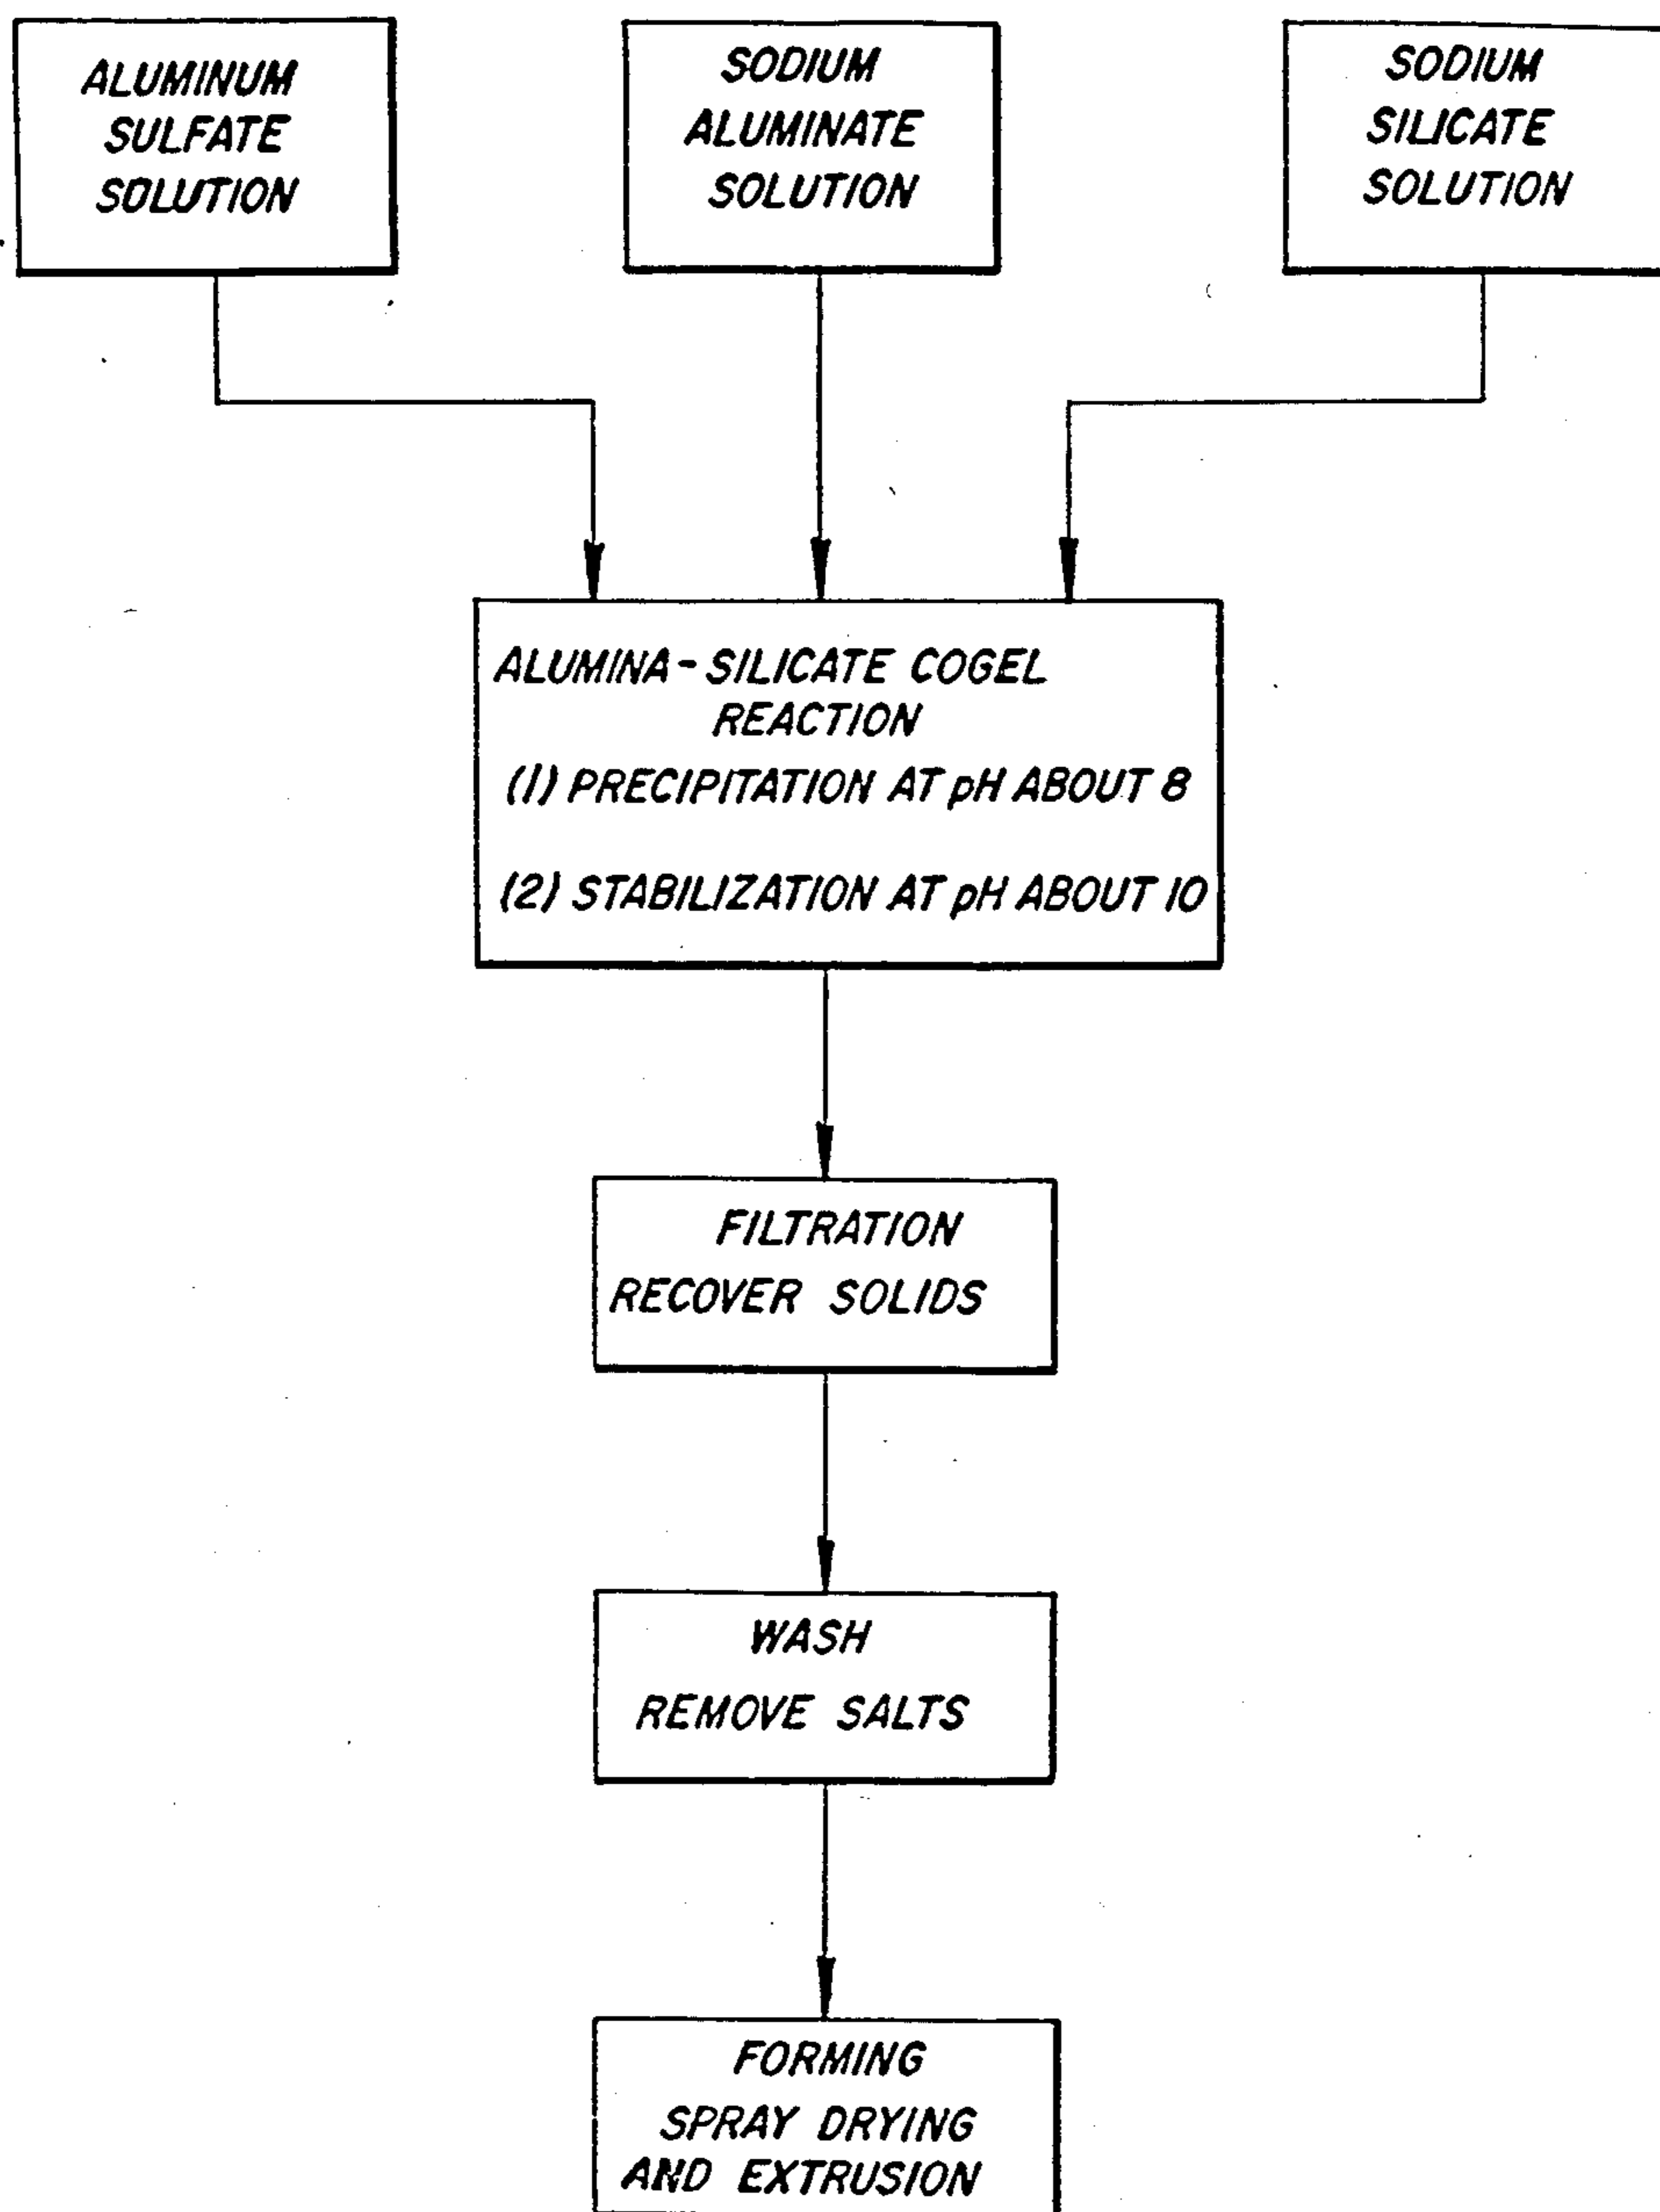 ALUMINUM
SULFATE
SOLUTION
SODIUM
ALUMINATE
SOLUTION
SODIUM
SILICATE
SOLUTION
ALUMINA-SILICATE COGEL
REACTION
(1) PRECIPITATION AT pH ABOUT 8
(2) STABILIZATION AT pH ABOUT 10
FILTRATION
RECOVER SOLIDS
WASH
REMOVE SALTS
FORMING
SPRAY DRYING
AND EXTRUSION